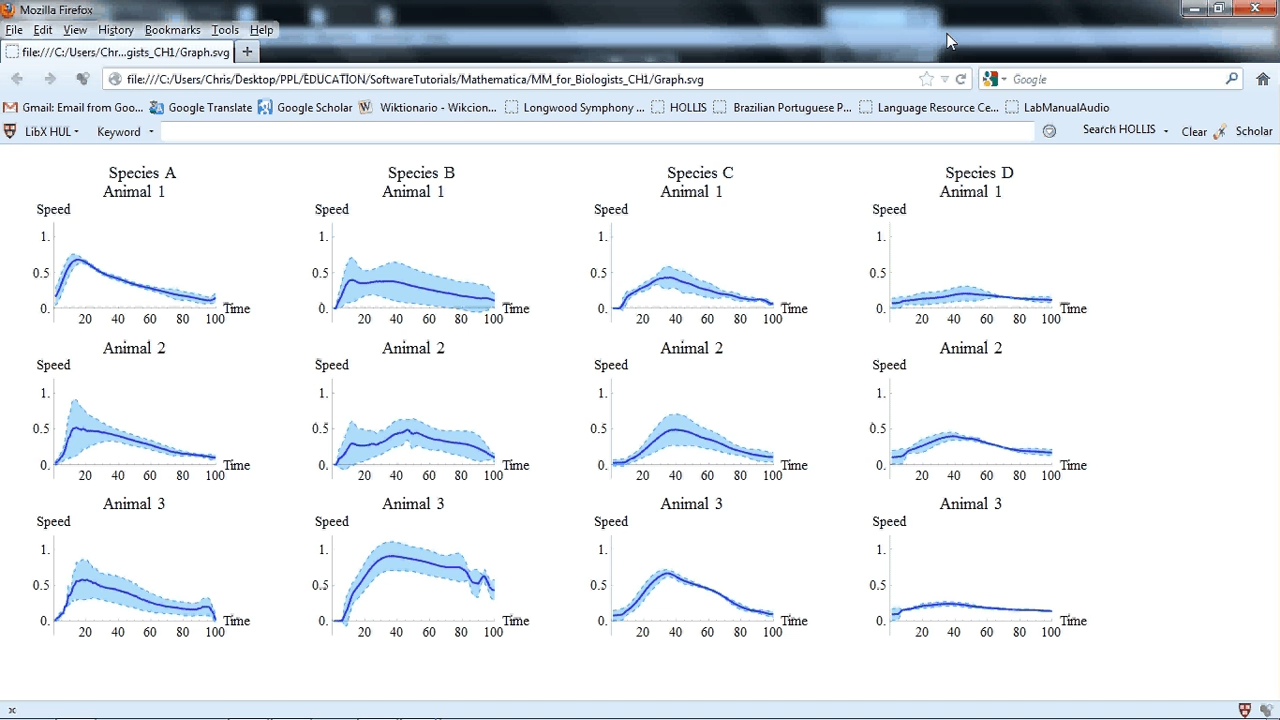 Mozilla Firefox
File Edit View History Bookmarks Tools Help
file:///C:/Users/Chr...gists_CH1/Graph.svg +
file:///C:/Users/Chris/Desktop/PPL/EDUCATION/SoftwareTutorials/Mathematica/MM_for_Biologists_CH1/Graph.svg Google
Gmail: Email from Goo... Google Translate Google Scholar W Wiktionario - Wikcion... Longwood Symphony ... HOLLIS Brazilian Portuguese P... Language Resource Ce... LabManualAudio
LibX HUL Keyword Search HOLLIS Clear Scholar
Species A Species B Species C Species D
Animal 1 Animal 1 Animal 1 Animal 1
Speed Speed Speed Speed
1. 1. 1. 1.
0.5 0.5 0.5 0.5
0. Time 0. Time 0. Time 0. Time
20 40 60 80 100 20 40 60 80 100 20 40 60 80 100 20 40 60 80 100
Animal 2 Animal 2 Animal 2 Animal 2
Speed Speed Speed Speed
1. 1. 1. 1.
0.5 0.5 0.5 0.5
0. Time 0. Time 0. Time 0. Time
20 40 60 80 100 20 40 60 80 100 20 40 60 80 100 20 40 60 80 100
Animal 3 Animal 3 Animal 3 Animal 3
Speed Speed Speed Speed
1. 1. 1. 1.
0.5 0.5 0.5 0.5
0. Time 0. Time 0. Time 0. Time
20 40 60 80 100 20 40 60 80 100 20 40 60 80 100 20 40 60 80 100
x